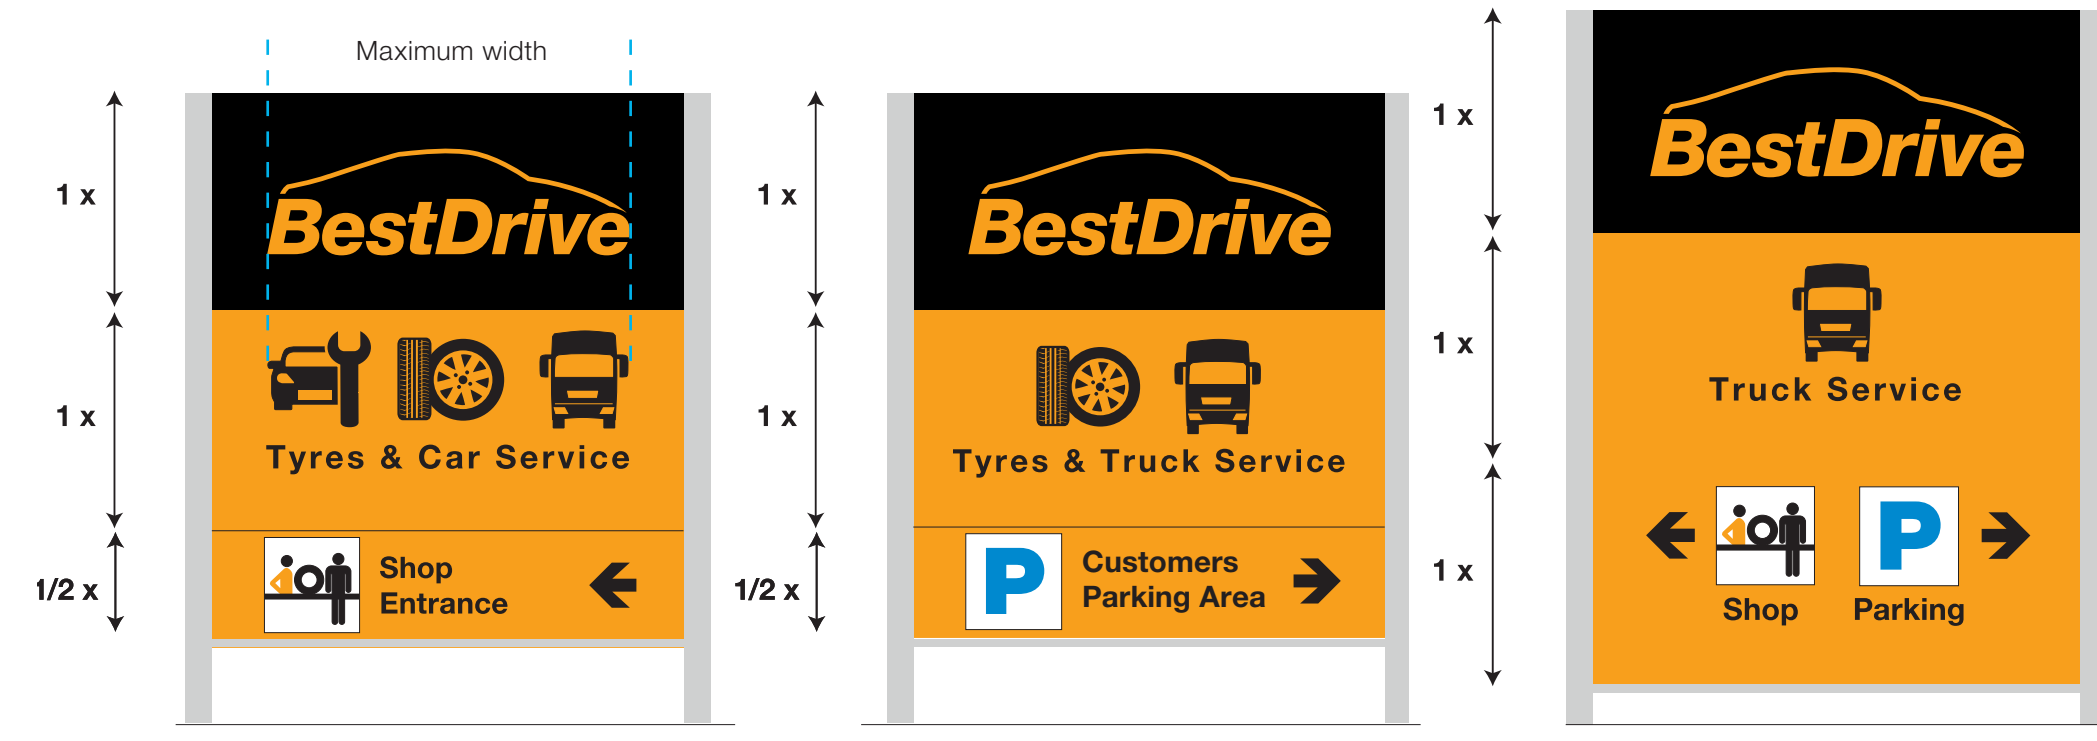 Maximum width
1 x
BestDrive
1 x
Tyres & Car Service
1/2 x
Shop
Entrance
1 x
BestDrive
1 x
Tyres & Truck Service
1/2 x
P
Customers
Parking Area
1 x
BestDrive
1 x
Truck Service
1 x
P
Shop
Parking